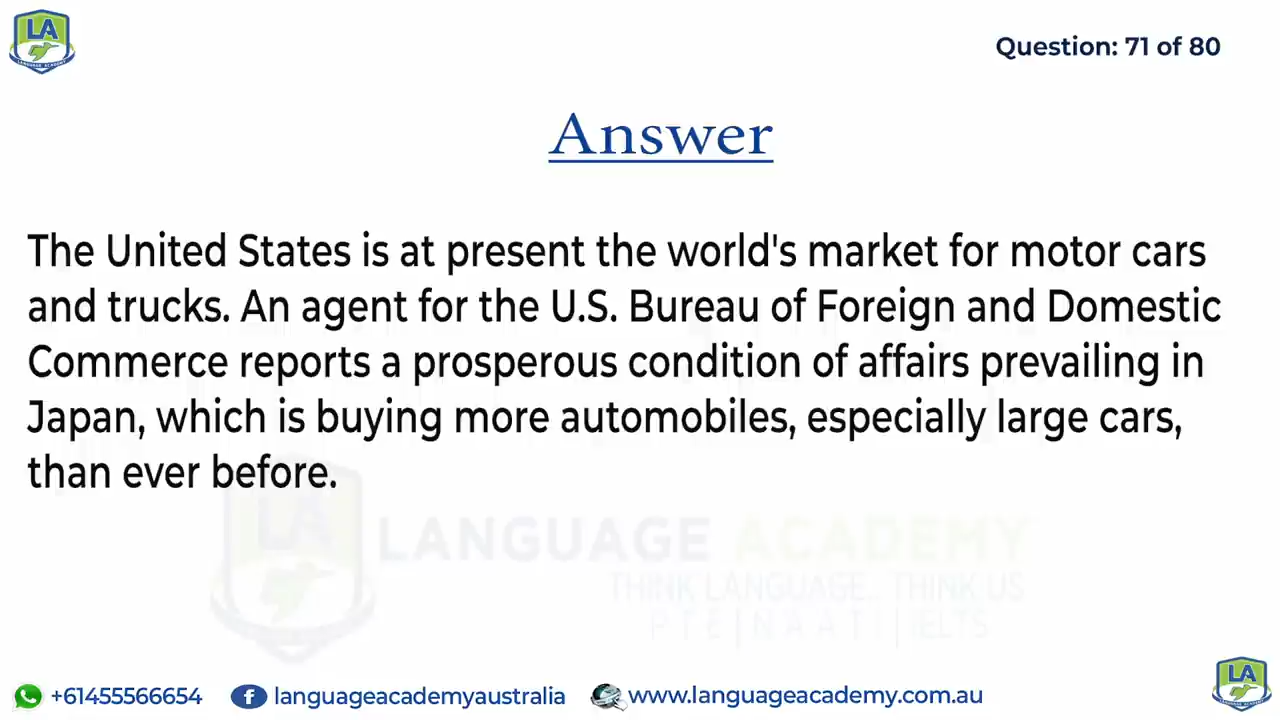 LA
LANGUAGE ACADEMY
Question: 71 of 80
Answer
The United States is at present the world's market for motor cars
and trucks. An agent for the U.S. Bureau of Foreign and Domestic
Commerce reports a prosperous condition of affairs prevailing in
Japan, which is buying more automobiles, especially large cars,
than ever before.
LA
LANGUAGE ACADEMY
THINK LANGUAGE, THINK US
PTE | NAATI | IELTS
+61455566654 languageacademyaustralia www.languageacademy.com.au
LA